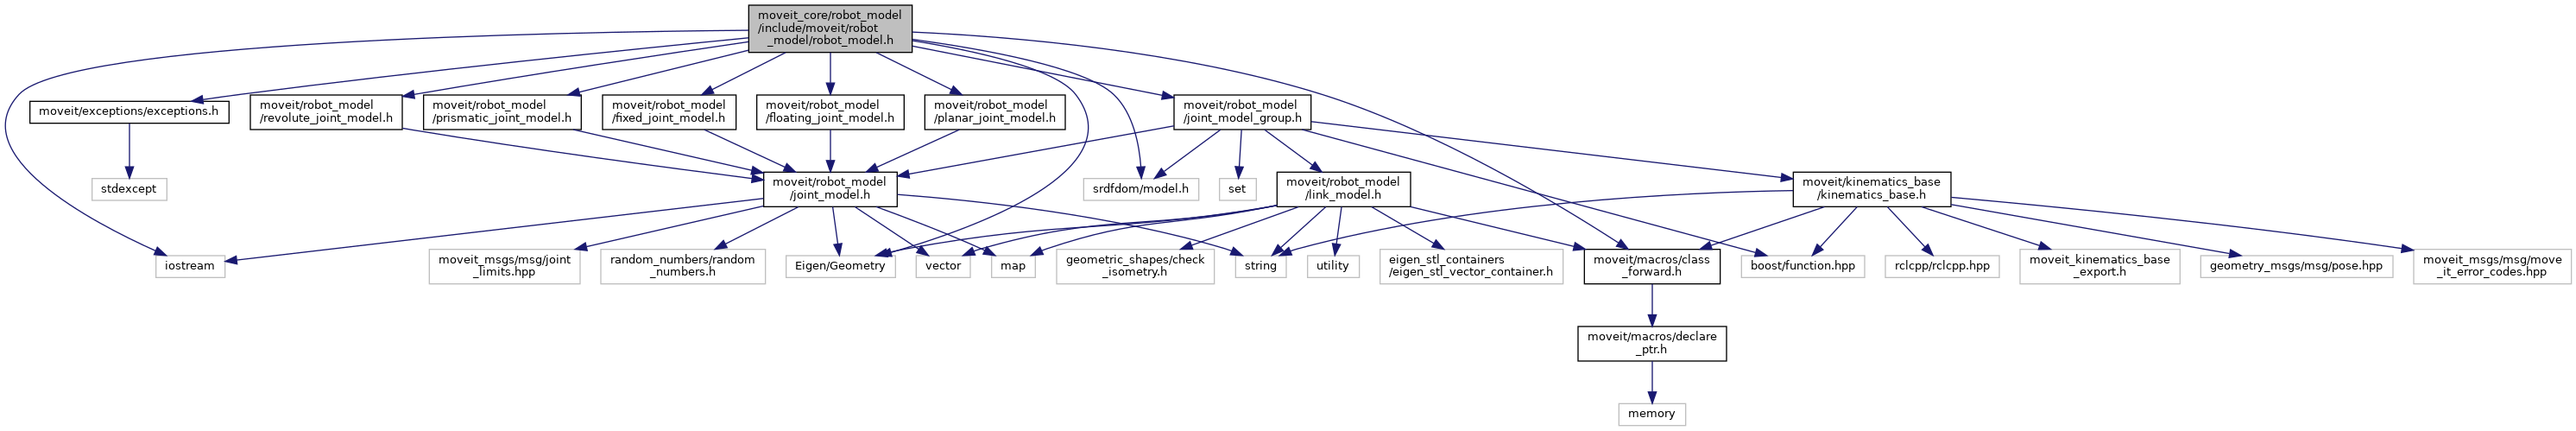 moveit_core/robot_model
/include/moveit/robot
_model/robot_model.h
moveit/exceptions/exceptions.h
moveit/robot_model
/revolute_joint_model.h
moveit/robot_model
/prismatic_joint_model.h
moveit/robot_model
/fixed_joint_model.h
moveit/robot_model
/floating_joint_model.h
moveit/robot_model
/planar_joint_model.h
moveit/robot_model
/joint_model_group.h
stdexcept
moveit/robot_model
/joint_model.h
srdfdom/model.h
set
moveit/robot_model
/link_model.h
moveit/kinematics_base
/kinematics_base.h
iostream
moveit_msgs/msg/joint
_limits.hpp
random_numbers/random
_numbers.h
Eigen/Geometry
vector
map
geometric_shapes/check
_isometry.h
string
utility
eigen_stl_containers
/eigen_stl_vector_container.h
moveit/macros/class
_forward.h
boost/function.hpp
rclcpp/rclcpp.hpp
moveit_kinematics_base
_export.h
geometry_msgs/msg/pose.hpp
moveit_msgs/msg/move
_it_error_codes.hpp
moveit/macros/declare
_ptr.h
memory